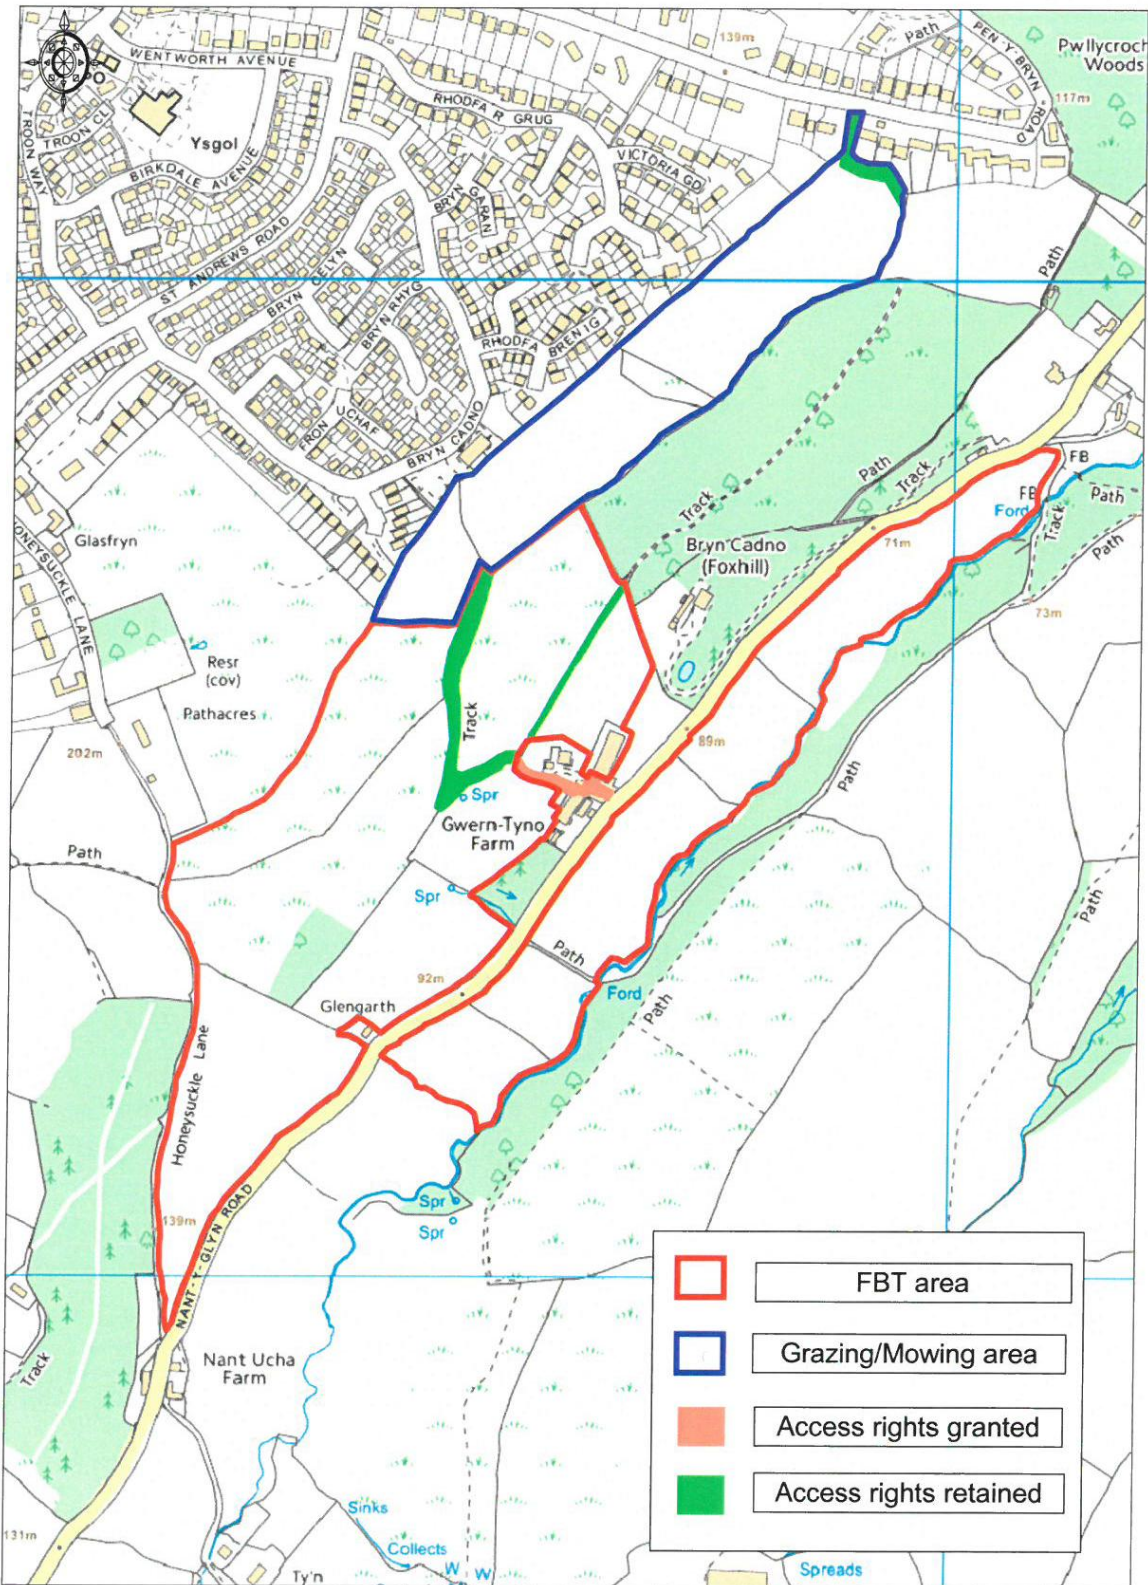 139m
Path
PEN-Y-BRYN-ROAD
Pwllycroch
Woods
117m
WENTWORTH AVENUE
PO
TROON CL
TROON WAY
Ysgol
BIRKDALE AVENUE
RHODFA R GRUG
VICTORIA GD
BRYN GARAN
ST ANDREWS ROAD
BRYN CELYN
BRYN RHYG
RHODFA BRENIG
Path
FRON UCHAF
BRYN CADNO
Glasfryn
HONEYSUCKLE LANE
Resr
(cov)
Pathacres
202m
Path
Track
Path
Track
Bryn Cadno
(Foxhill)
71m
FB
FB
Ford
Path
Track
Path
73m
Track
89m
Path
Spr
Gwern-Tyno
Farm
Spr
Path
Path
92m
Ford
Path
Glengarth
Honeysuckle Lane
139m
NANT-Y-GLYN ROAD
Spr
Spr
Nant Ucha
Farm
Track
131m
Sinks
Collects
W W
Ty'n
Spreads
FBT area
Grazing/Mowing area
Access rights granted
Access rights retained